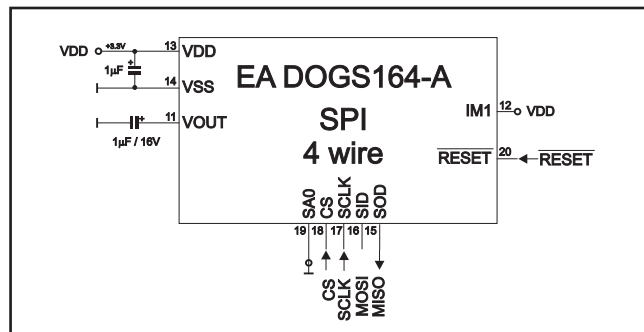 VDD +3.3V 13 VDD
1µF
14 VSS
11 VOUT
1µF / 16V
EA DOGS164-A
SPI
4 wire
IM1 12 VDD
RESET 20 RESET
SA0 CS SCLK SID SOD
19 18 17 16 15
CS SCLK MOSI MISO